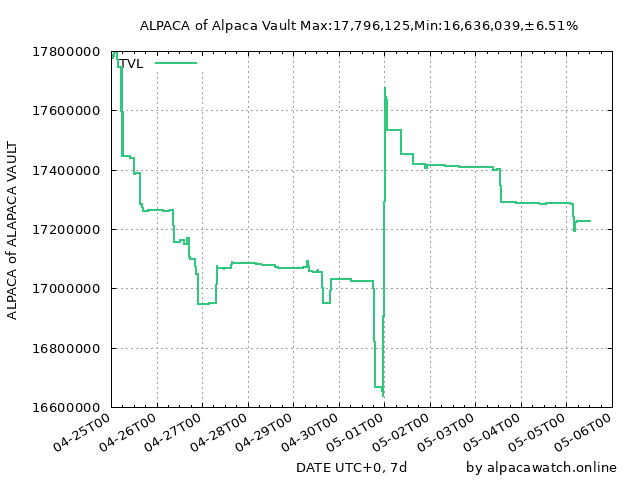 ALPACA of Alpaca Vault Max:17,796,125,Min:16,636,039,±6.51%
TVL
ALPACA of ALAPACA VAULT
17800000
17600000
17400000
17200000
17000000
16800000
16600000
04-25T00
04-26T00
04-27T00
04-28T00
04-29T00
04-30T00
05-01T00
05-02T00
05-03T00
05-04T00
05-05T00
05-06T00
DATE UTC+0, 7d
by alpacawatch.online